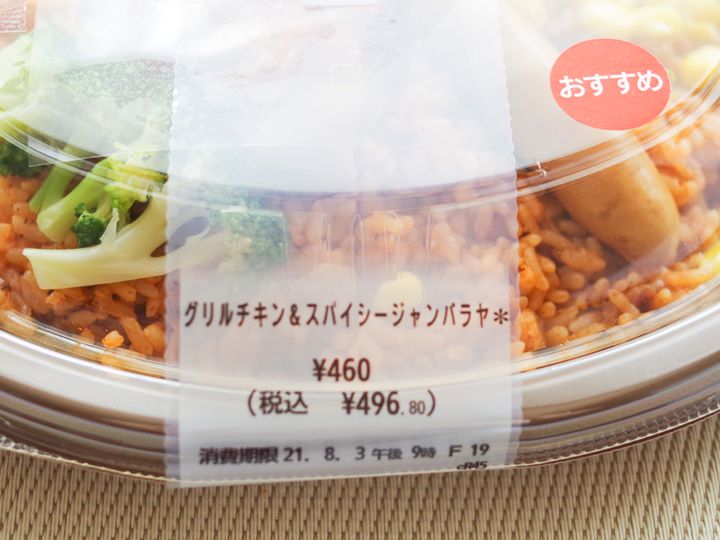 おすすめ
グリルチキン&スパイシージャンバラヤ*
¥460
(税込 ¥496.80)
消費期限 21. 8. 3 午後 9時 F 19
cR45